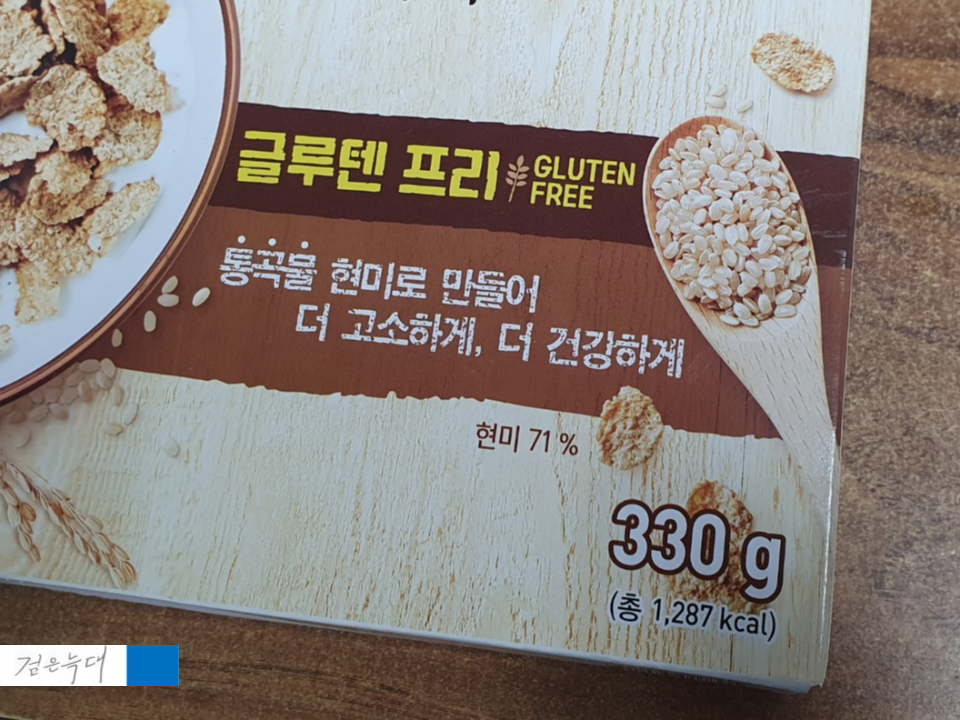 글루텐 프리
GLUTEN
FREE
통곡물 현미로 만들어
더 고소하게, 더 건강하게
현미 71 %
330 g
(총 1,287 kcal)
검은늑대